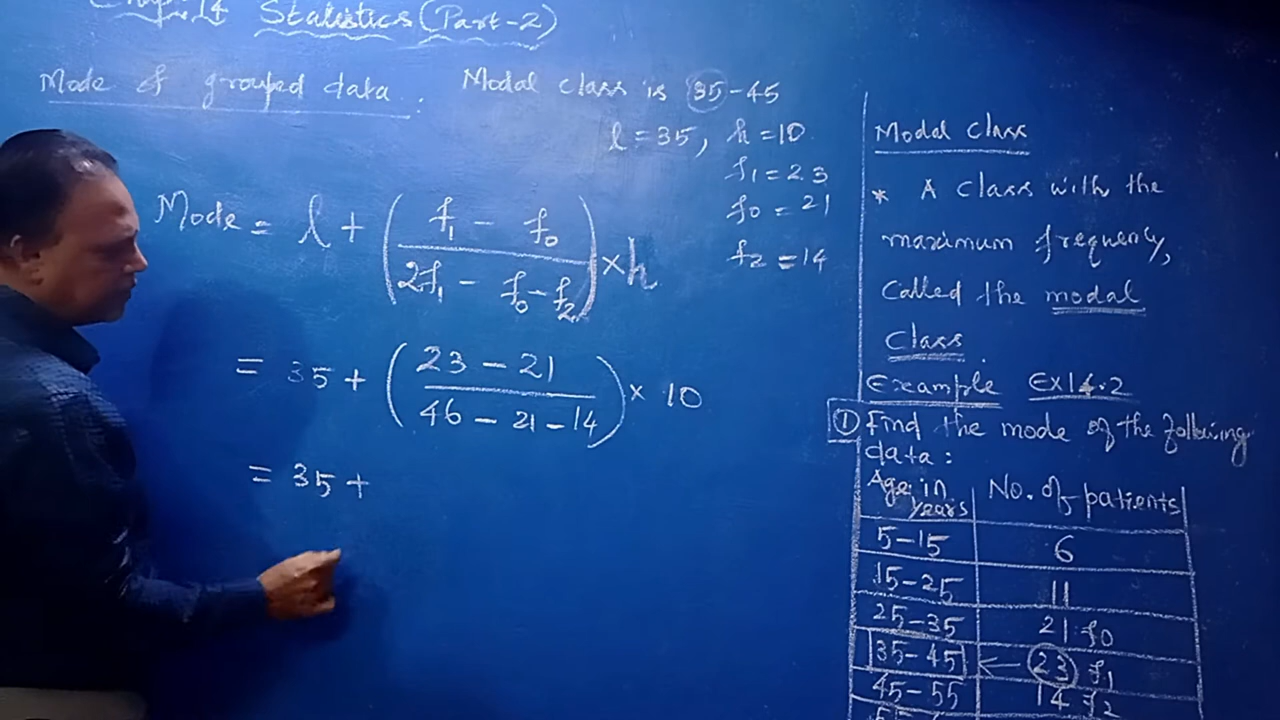 Statistics (Part-2)
Mode of grouped data.
Modal class is 35-45
l = 35, h = 10
f1 = 23
f0 = 21
f2 = 14
Mode = l + (f1 - f0 / 2f1 - f0 - f2) × h
= 35 + (23 - 21 / 46 - 21 - 14) × 10
= 35 +
Modal class
* A class with the
maximum frequency,
called the modal
class.
Example Ex14.2
① Find the mode of the following
data:
Age in years No. of patients
5-15 6
15-25 11
25-35 21 f0
35-45 ← 23 f1
45-55 14 f2